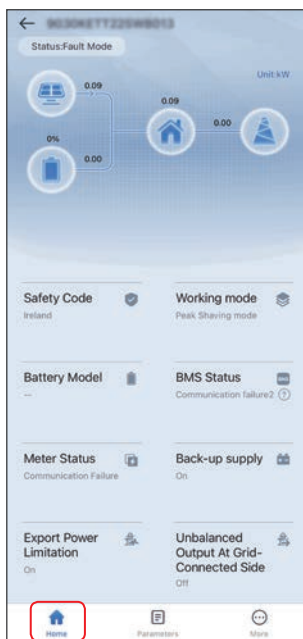 Status:Fault Mode
Unit:kW
0.09
0.09
0.00
0%
0.00
Safety Code
Ireland
Working mode
Peak Shaving mode
Battery Model
--
BMS Status
BMS
Communication failure2 ?
Meter Status
Communication Failure
Back-up supply
On
Export Power
Limitation
On
Unbalanced
Output At Grid-
Connected Side
Off
Home
Parameters
More